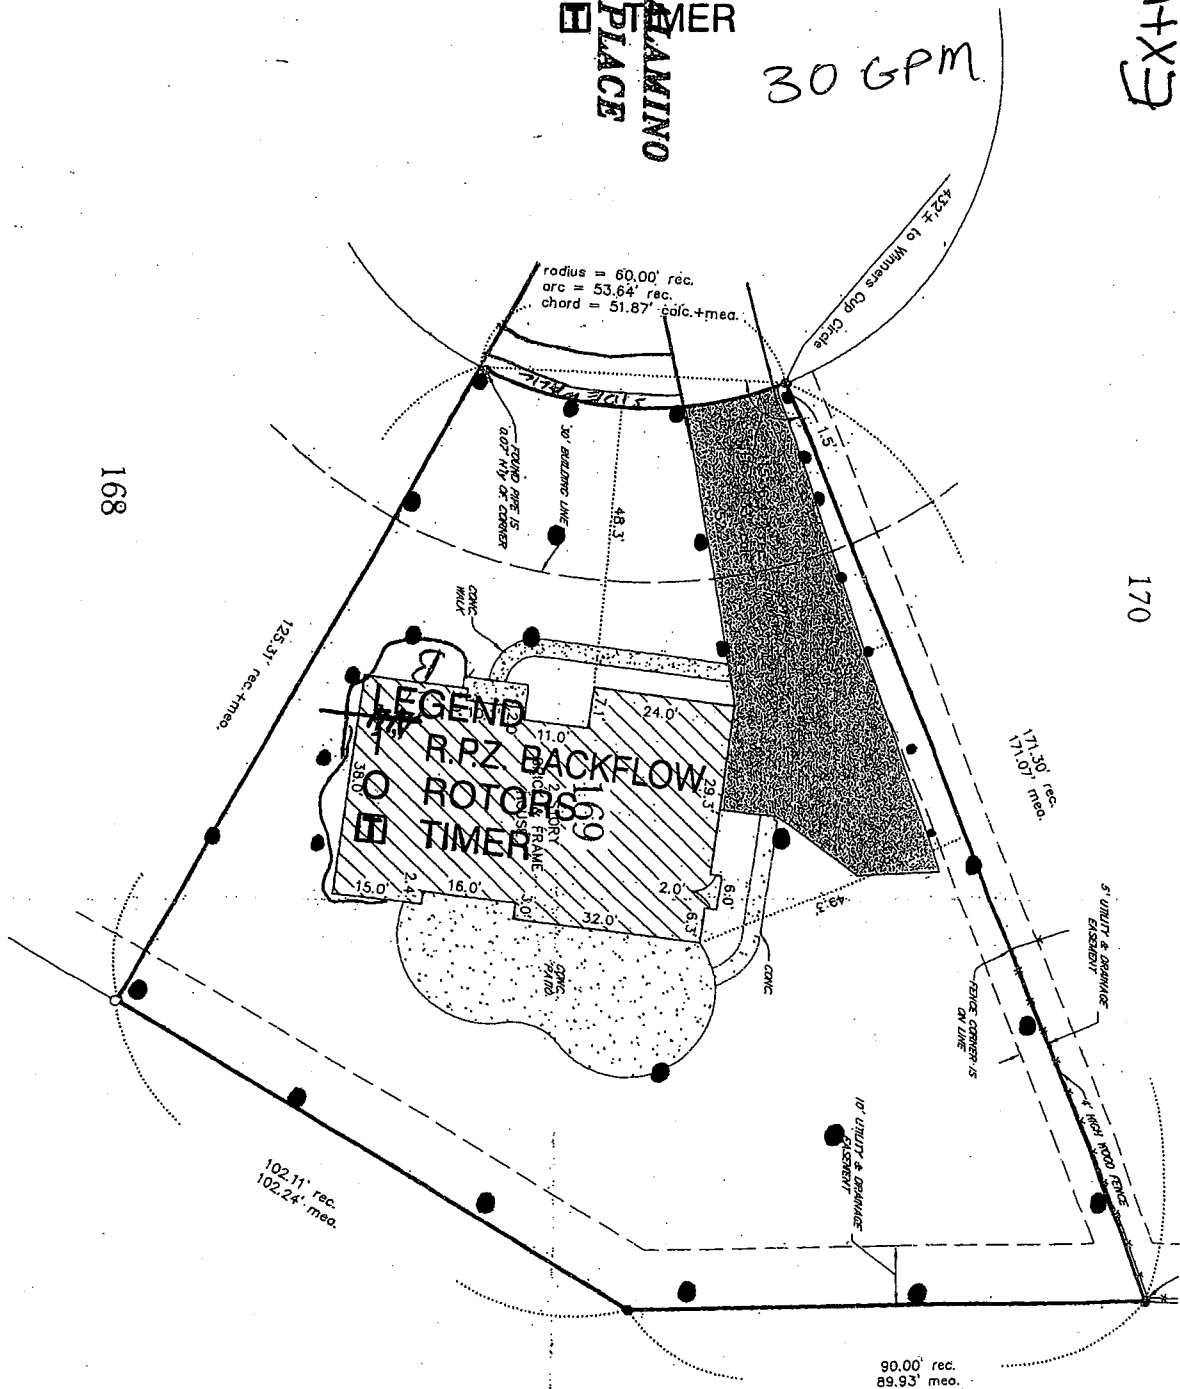 TIMER
LAMINO
PLACE
30 GPM
EXH
432'± to Winners Cup Circle
radius = 60.00' rec.
arc = 53.64' rec.
chord = 51.87' calc.+mea.
SIDE WALK
1.5'
30' BUILDING LINE
FOUND PIPE IS
0.07' N'LY OF CORNER
48.3'
168
170
CONC.
WALK
125.31' rec.+mea.
B
LEGEND
R.P.Z. BACKFLOW
ROTORS
T TIMER
24.0'
11.0'
29.3'
38.0'
169
2 STORY
BRICK & FRAME
15.0'
2.4'
16.0'
3.0'
32.0'
2.0'
6.0'
6.3'
49.3'
171.30' rec.
171.07' mea.
CONC.
PATIO
CONC.
5' UTILITY & DRAINAGE
EASEMENT
FENCE CORNER IS
ON LINE
4' HIGH WOOD FENCE
10' UTILITY & DRAINAGE
EASEMENT
102.11' rec.
102.24' mea.
90.00' rec.
89.93' mea.